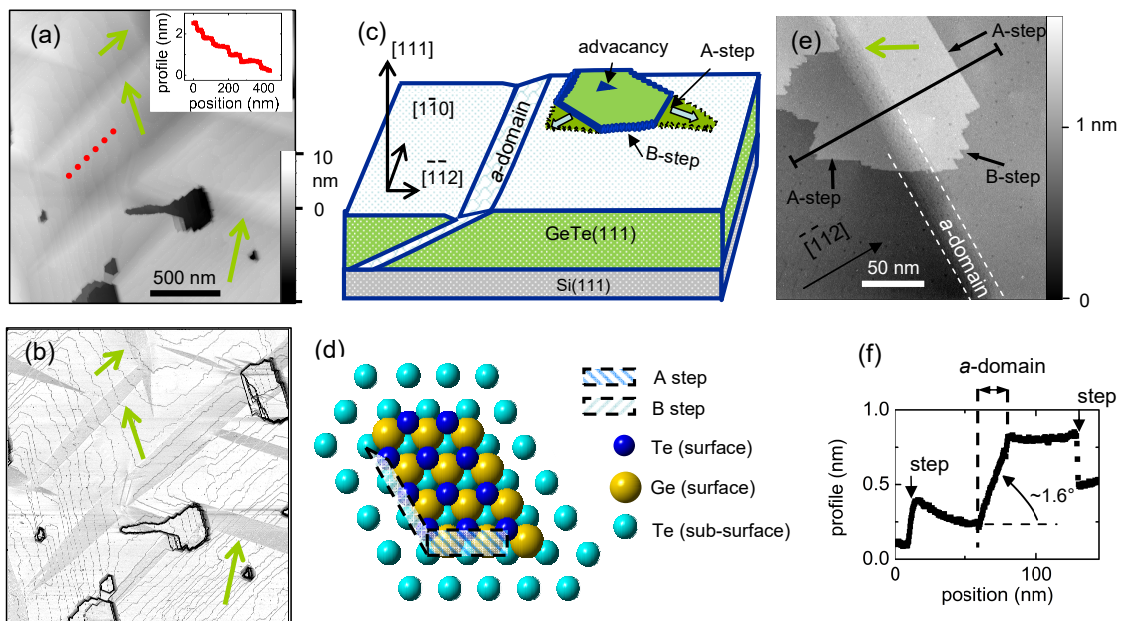 (a)
profile (nm)
2
0
0 200 400
position (nm)
10
nm
0
500 nm
(b)
(c)
[111]
[11̄0]
[1̄1̄2]
a-domain
advacancy
A-step
B-step
GeTe(111)
Si(111)
(d)
A step
B step
Te (surface)
Ge (surface)
Te (sub-surface)
(e)
A-step
1 nm
B-step
A-step
[1̄1̄2]
a-domain
50 nm
0
(f)
a-domain
step
step
~1.6°
profile (nm)
1.0
0.5
0.0
0 100
position (nm)